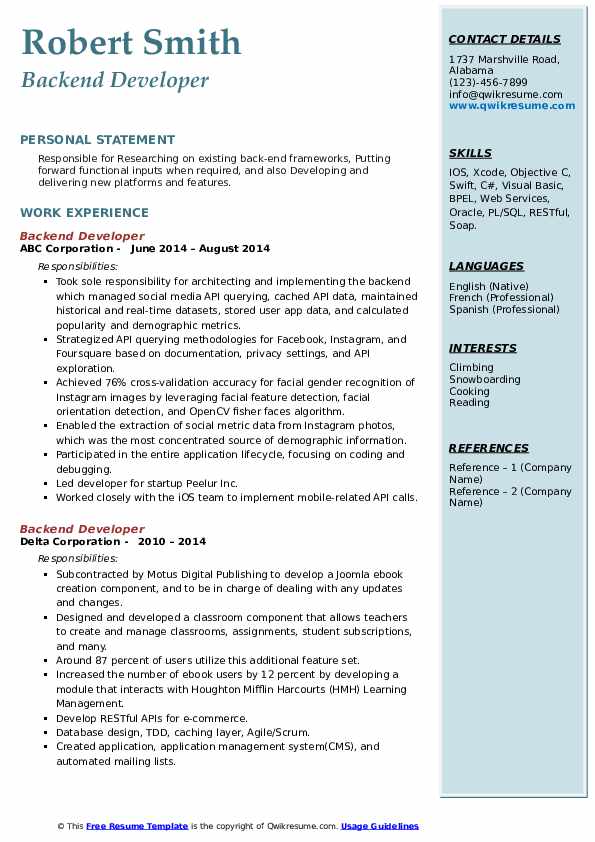 Robert Smith
Backend Developer
PERSONAL STATEMENT
Responsible for Researching on existing back-end frameworks, Putting
forward functional inputs when required, and also Developing and
delivering new platforms and features.
WORK EXPERIENCE
Backend Developer
ABC Corporation -   June 2014 – August 2014
Responsibilities:
▪ Took sole responsibility for architecting and implementing the backend
which managed social media API querying, cached API data, maintained
historical and real-time datasets, stored user app data, and calculated
popularity and demographic metrics.
▪ Strategized API querying methodologies for Facebook, Instagram, and
Foursquare based on documentation, privacy settings, and API
exploration.
▪ Achieved 76% cross-validation accuracy for facial gender recognition of
Instagram images by leveraging facial feature detection, facial
orientation detection, and OpenCV fisher faces algorithm.
▪ Enabled the extraction of social metric data from Instagram photos,
which was the most concentrated source of demographic information.
▪ Participated in the entire application lifecycle, focusing on coding and
debugging.
▪ Led developer for startup Peelur Inc.
▪ Worked closely with the iOS team to implement mobile-related API calls.
Backend Developer
Delta Corporation -   2010 – 2014
Responsibilities:
▪ Subcontracted by Motus Digital Publishing to develop a Joomla ebook
creation component, and to be in charge of dealing with any updates
and changes.
▪ Designed and developed a classroom component that allows teachers
to create and manage classrooms, assignments, student subscriptions,
and many.
▪ Around 87 percent of users utilize this additional feature set.
▪ Increased the number of ebook users by 12 percent by developing a
module that interacts with Houghton Mifflin Harcourts (HMH) Learning
Management.
▪ Develop RESTful APIs for e-commerce.
▪ Database design, TDD, caching layer, Agile/Scrum.
▪ Created application, application management system(CMS), and
automated mailing lists.
CONTACT DETAILS
1737 Marshville Road,
Alabama
(123)-456-7899
info@qwikresume.com
www.qwikresume.com
SKILLS
IOS, Xcode, Objective C,
Swift, C#, Visual Basic,
BPEL, Web Services,
Oracle, PL/SQL, RESTful,
Soap.
LANGUAGES
English (Native)
French (Professional)
Spanish (Professional)
INTERESTS
Climbing
Snowboarding
Cooking
Reading
REFERENCES
Reference – 1 (Company
Name)
Reference – 2 (Company
Name)
© This Free Resume Template is the copyright of Qwikresume.com. Usage Guidelines